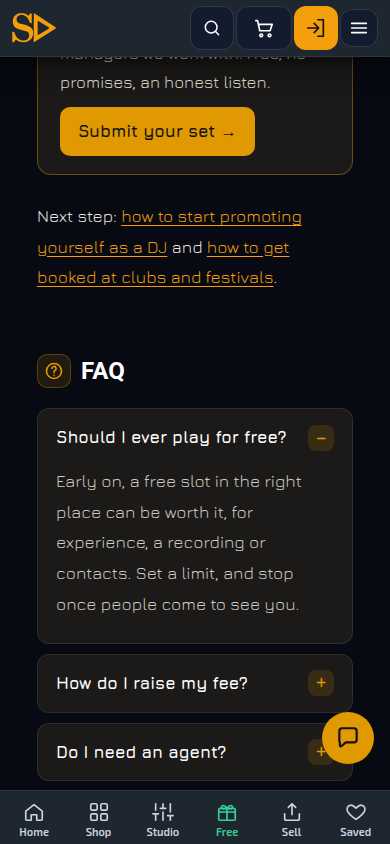 SD
promises, an honest listen.
Submit your set →
Next step: how to start promoting
yourself as a DJ and how to get
booked at clubs and festivals.
FAQ
Should I ever play for free?
Early on, a free slot in the right
place can be worth it, for
experience, a recording or
contacts. Set a limit, and stop
once people come to see you.
How do I raise my fee?
Do I need an agent?
Home Shop Studio Free Sell Saved